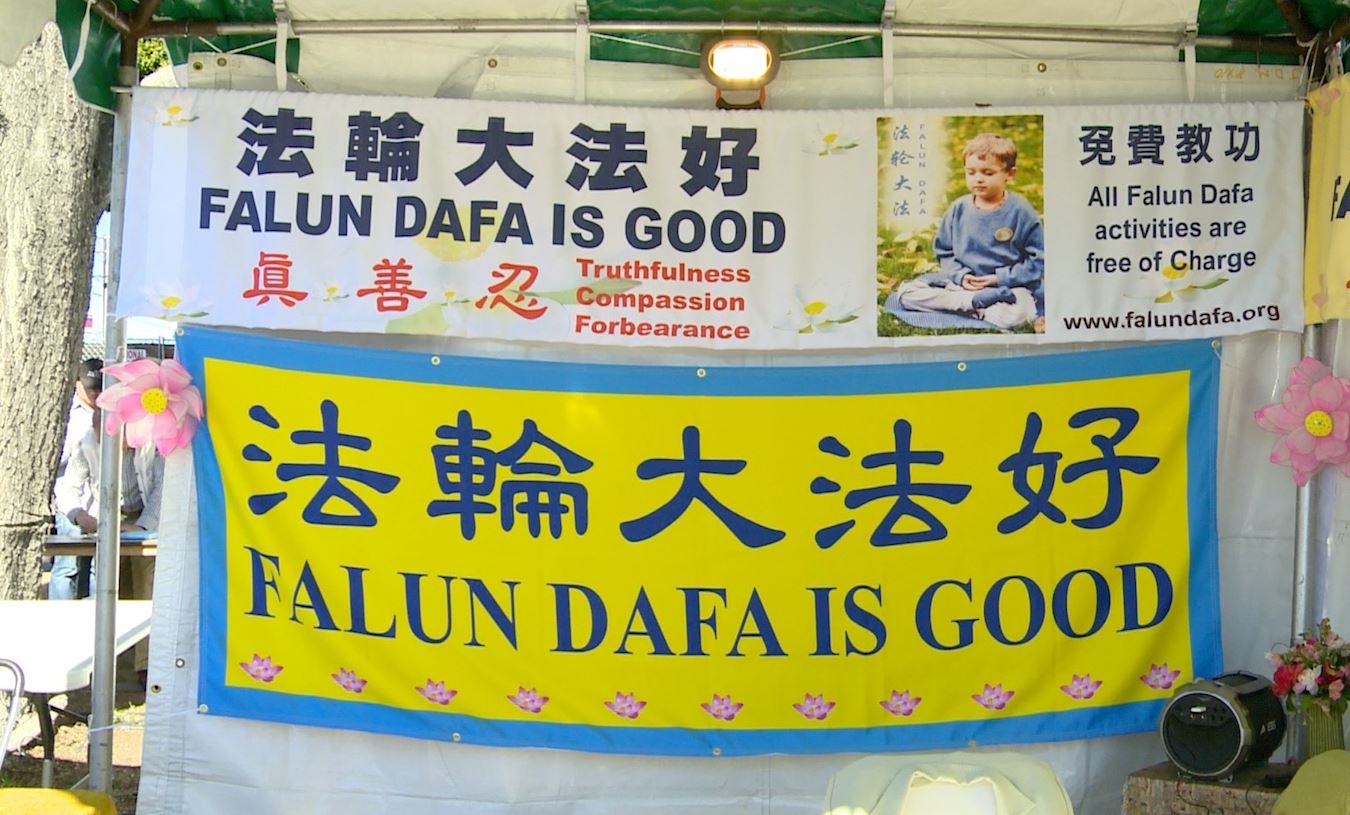 法輪大法好
FALUN DAFA IS GOOD
眞善忍
Truthfulness
Compassion
Forbearance
法轮大法
FALUN DAFA
免費教功
All Falun Dafa
activities are
free of Charge
www.falundafa.org
法輪大法好
FALUN DAFA IS GOOD